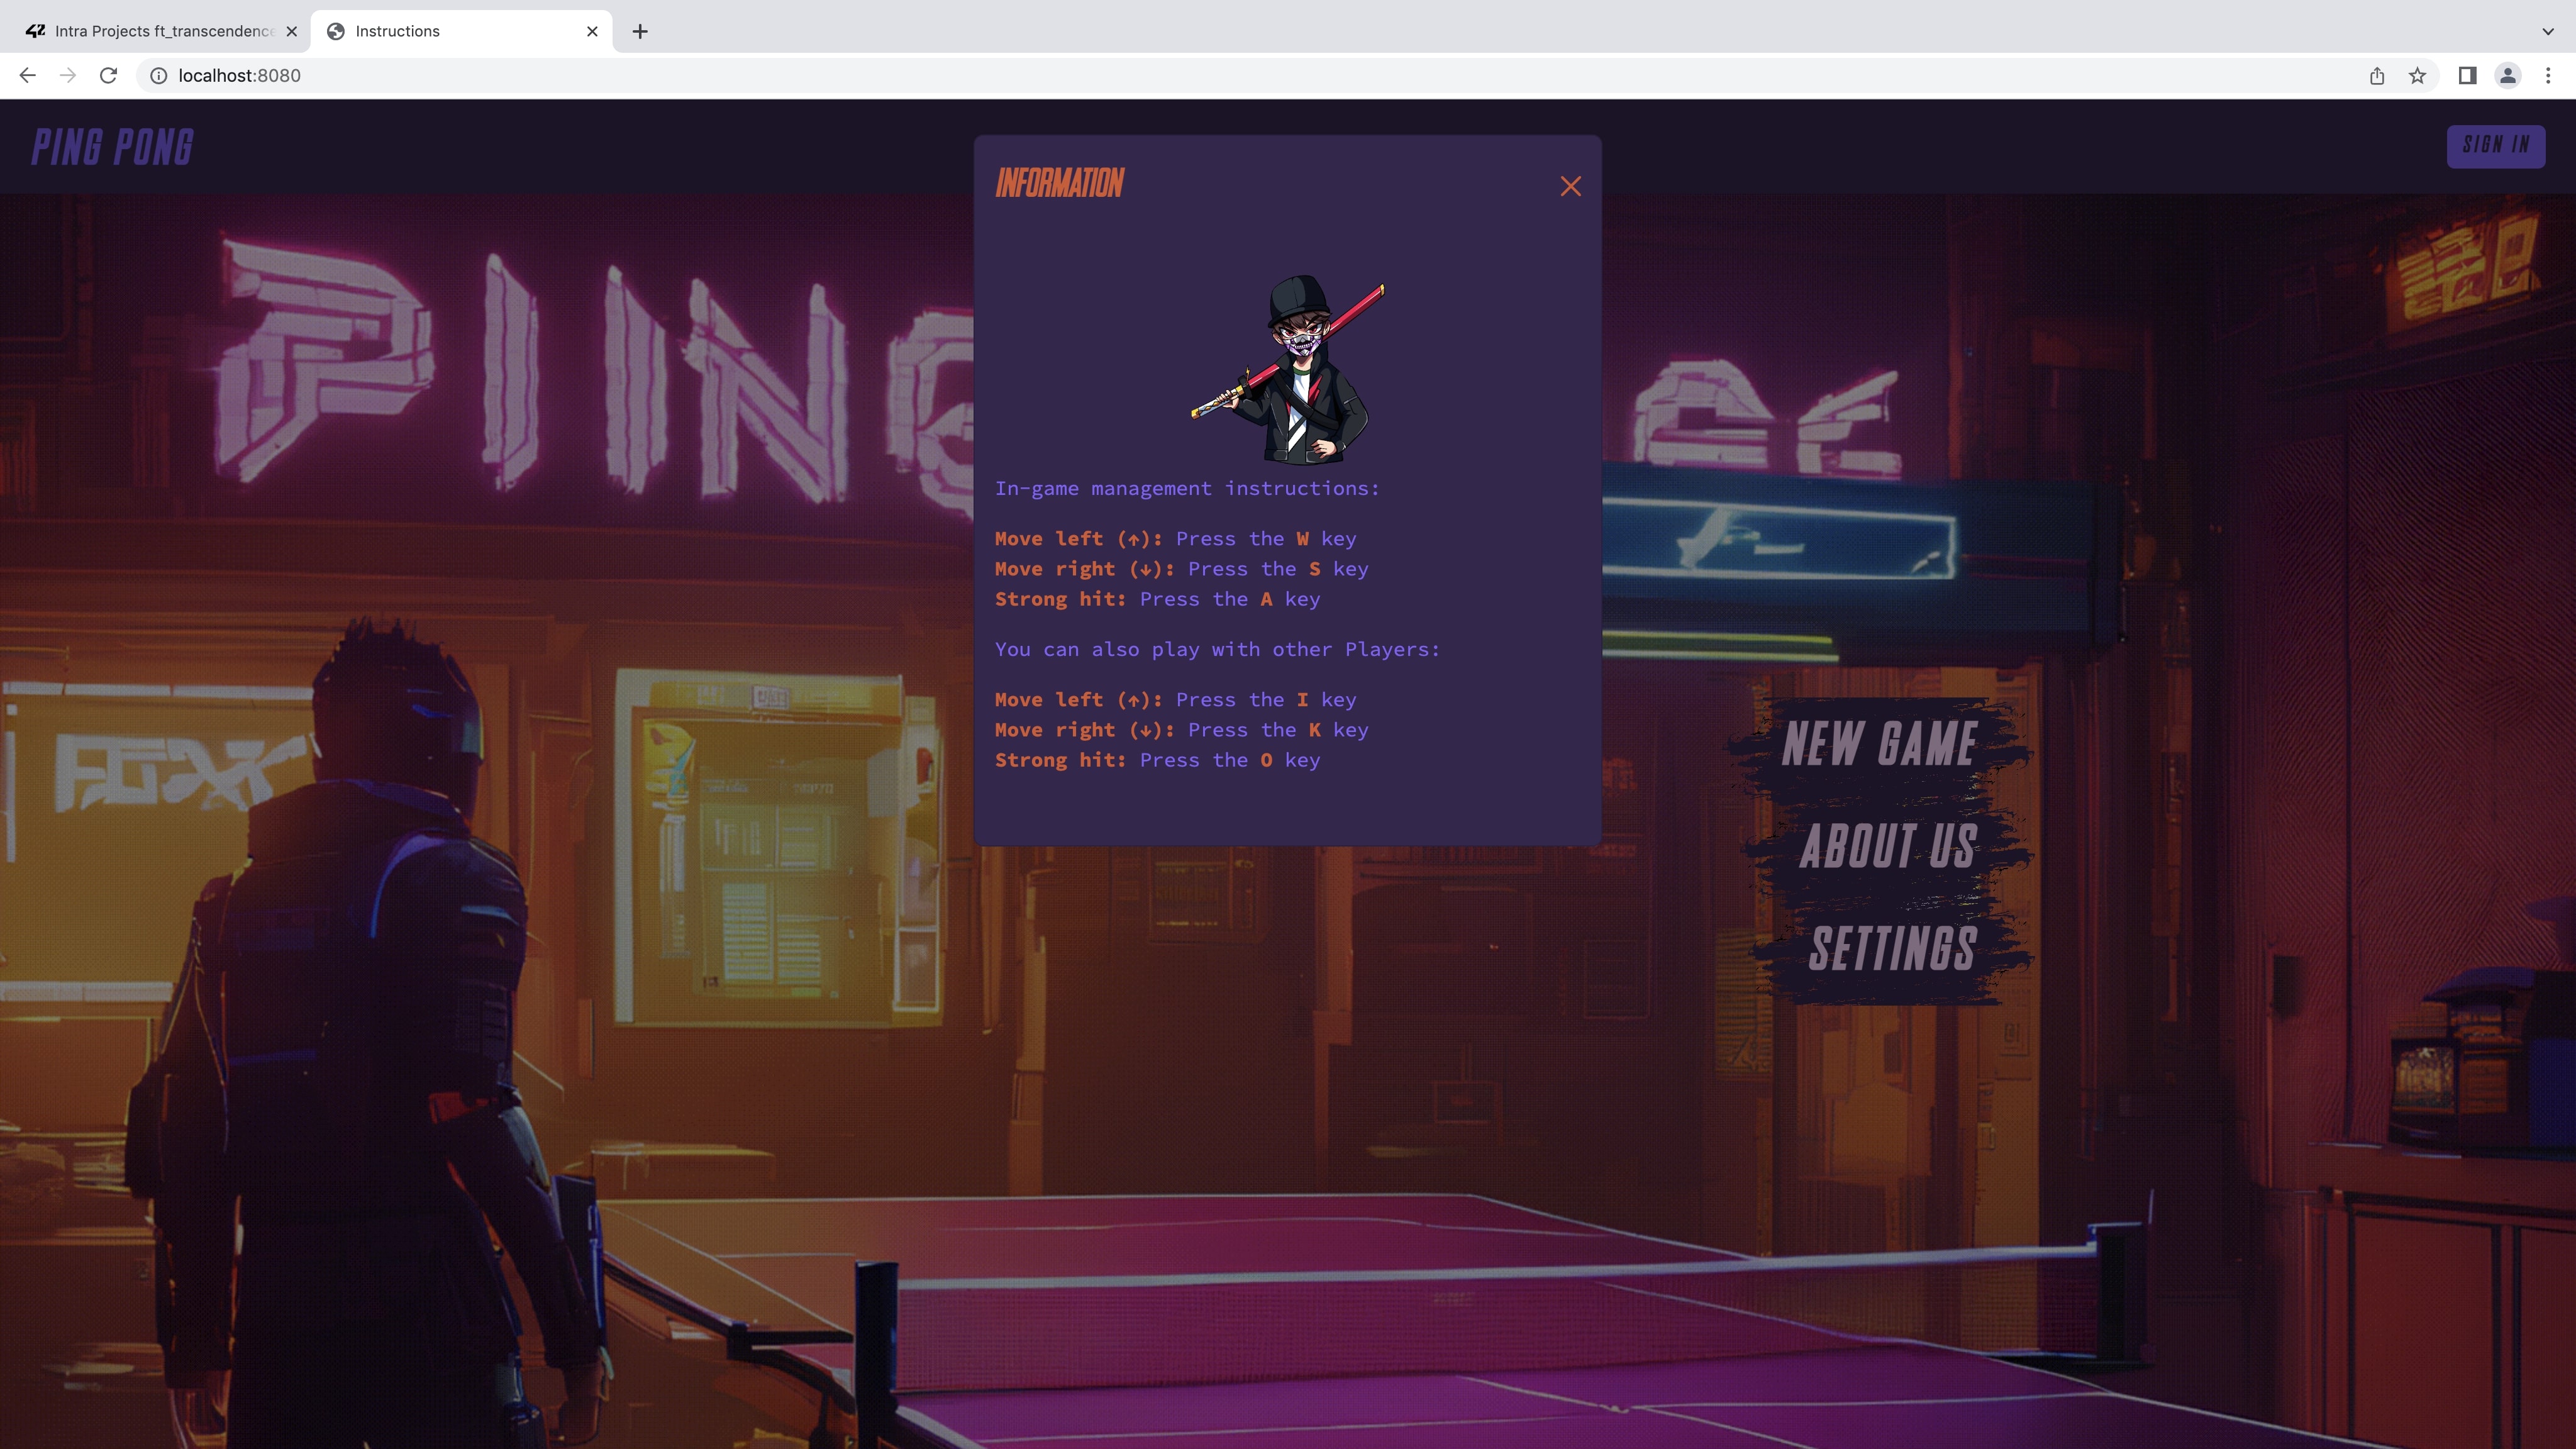 Intra Projects ft_transcendence
Instructions
localhost:8080
PING PONG
SIGN IN
INFORMATION
In-game management instructions:
Move left (↑): Press the W key
Move right (↓): Press the S key
Strong hit: Press the A key
You can also play with other Players:
Move left (↑): Press the I key
Move right (↓): Press the K key
Strong hit: Press the O key
NEW GAME
ABOUT US
SETTINGS